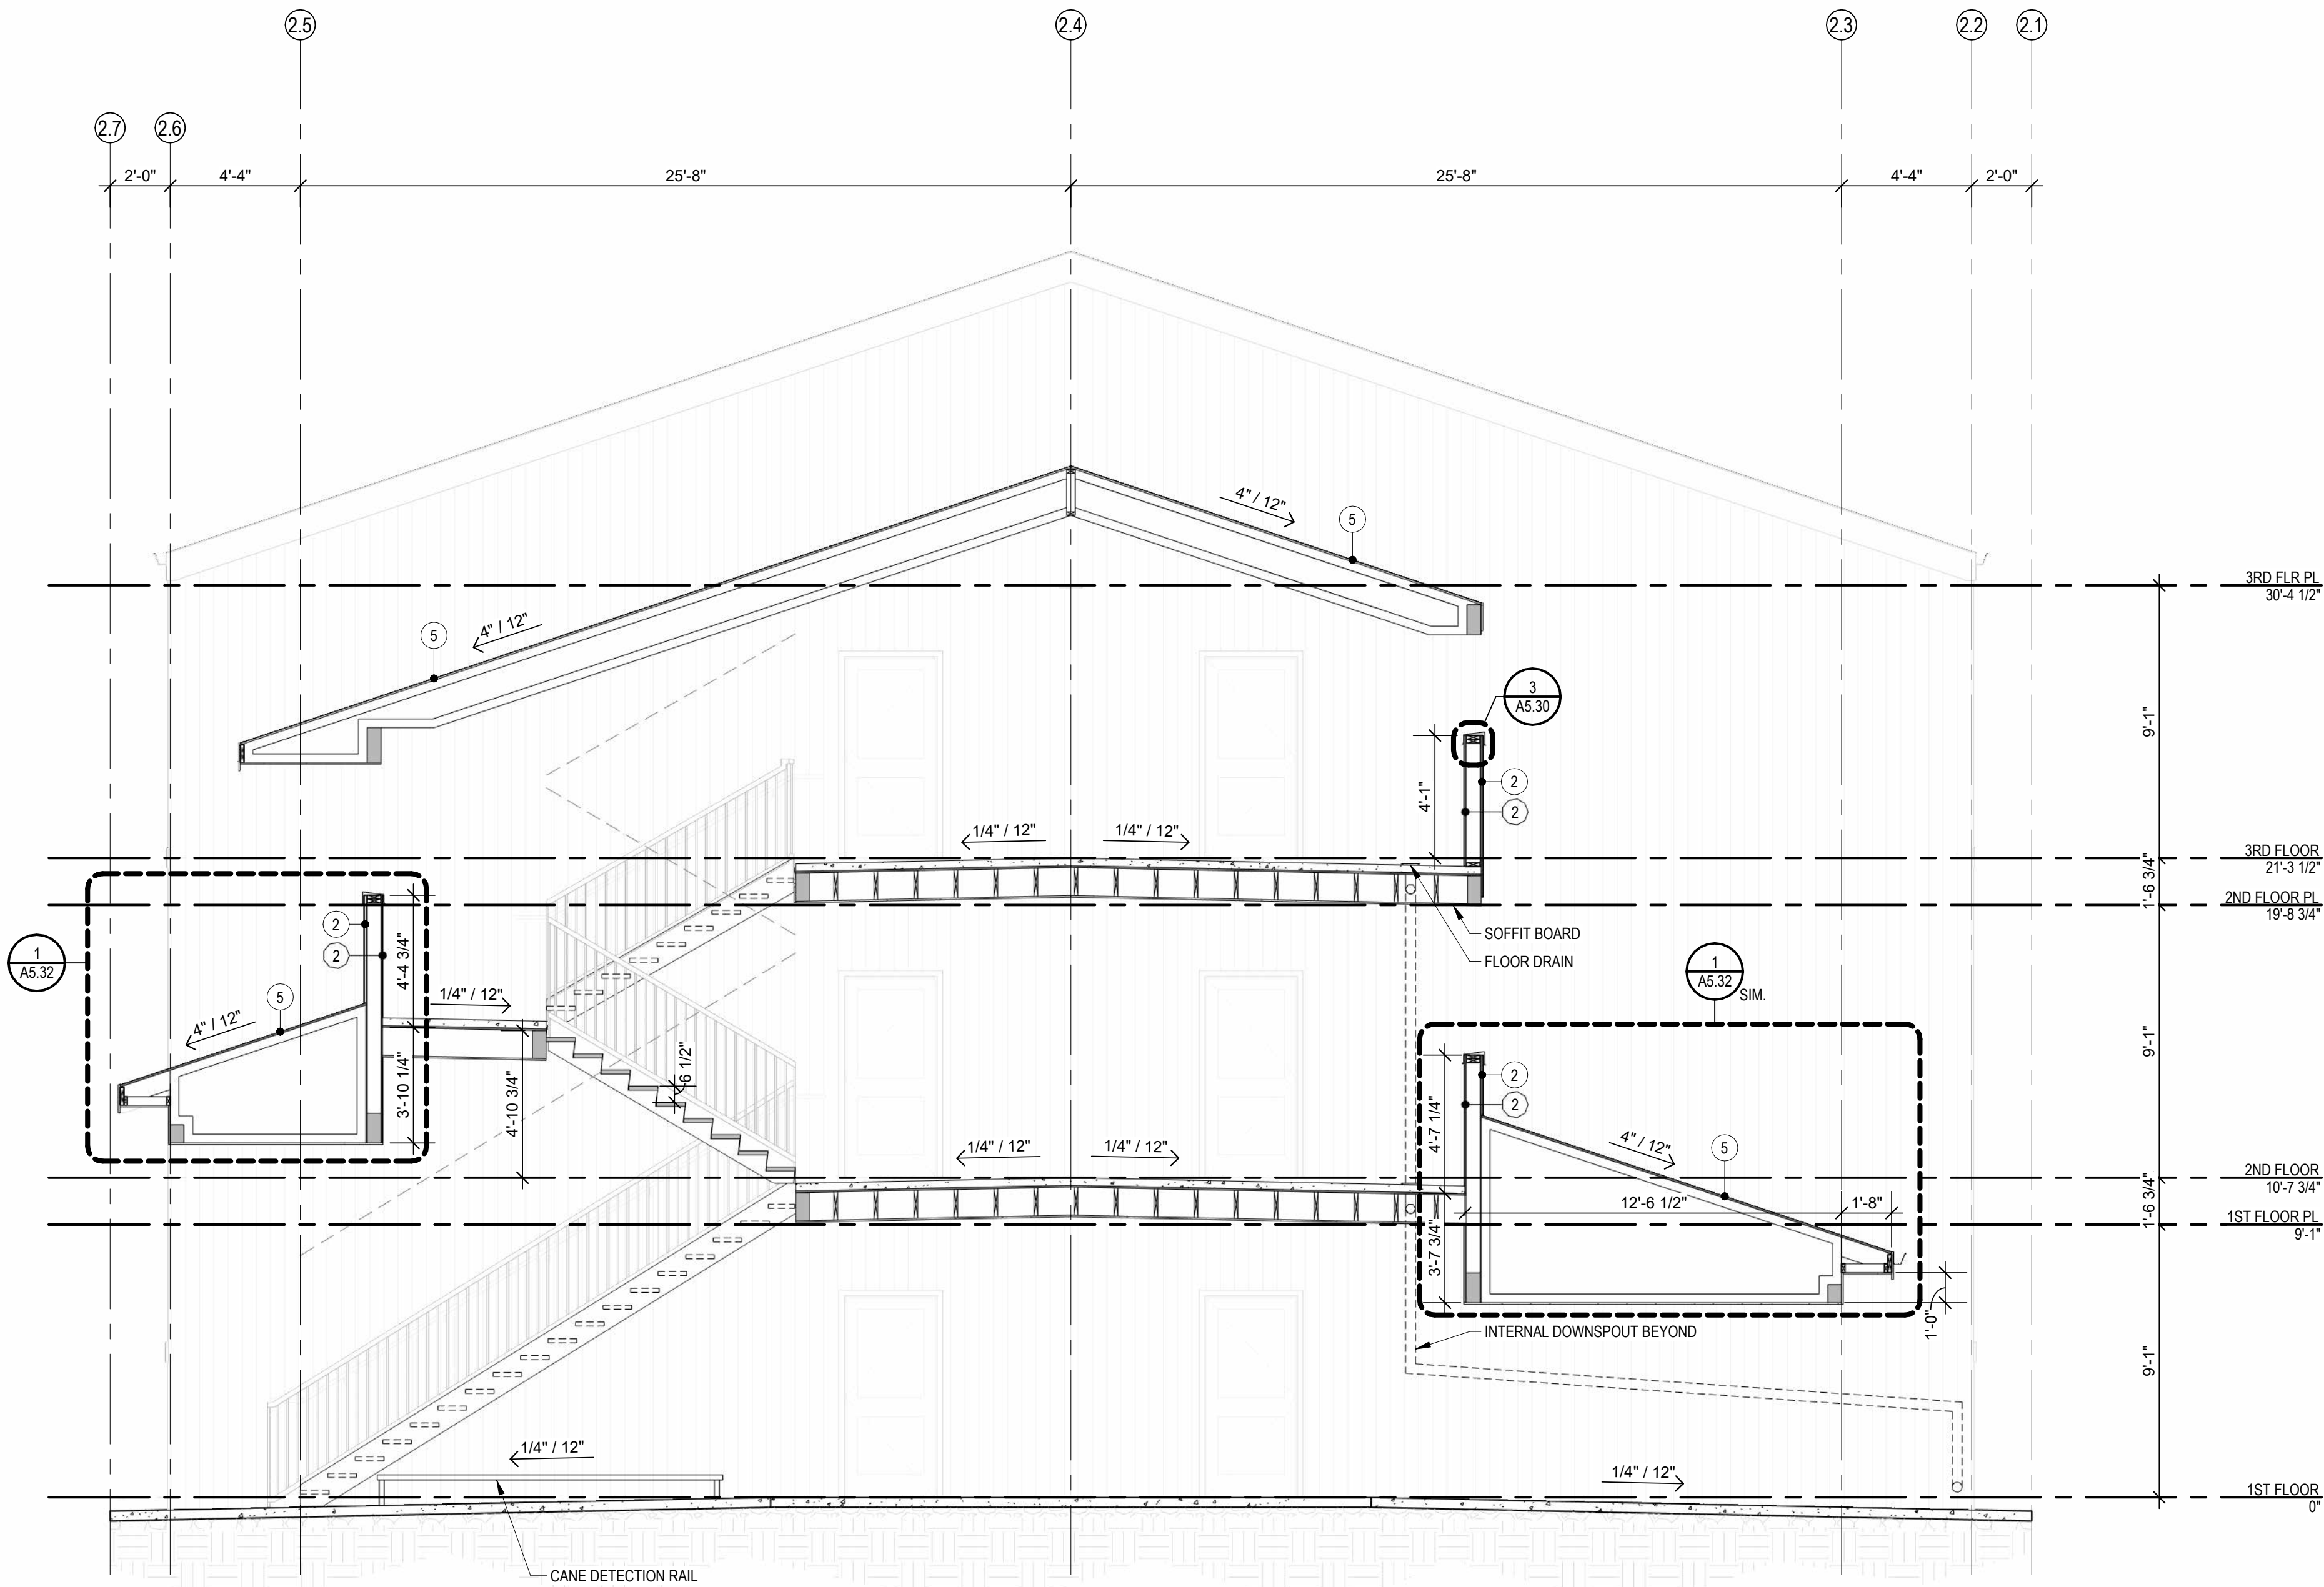 2.5
2.4
2.3
2.2
2.1
2.7
2.6
2'-0"
4'-4"
25'-8"
25'-8"
4'-4"
2'-0"
4" / 12"
5
3RD FLR PL
30'-4 1/2"
4" / 12"
5
3
A5.30
9'-1"
4'-1"
2
2
1/4" / 12"
1/4" / 12"
3RD FLOOR
21'-3 1/2"
1'-6 3/4"
2ND FLOOR PL
19'-8 3/4"
SOFFIT BOARD
FLOOR DRAIN
1
A5.32
2
2
4'-4 3/4"
5
4" / 12"
1/4" / 12"
3'-10 1/4"
4'-10 3/4"
6 1/2"
1
A5.32
SIM.
9'-1"
2
2
4'-7 1/4"
4" / 12"
5
1/4" / 12"
1/4" / 12"
2ND FLOOR
10'-7 3/4"
12'-6 1/2"
1'-8"
1'-6 3/4"
1ST FLOOR PL
9'-1"
3'-7 3/4"
1'-0"
INTERNAL DOWNSPOUT BEYOND
9'-1"
1/4" / 12"
1/4" / 12"
1ST FLOOR
0"
CANE DETECTION RAIL